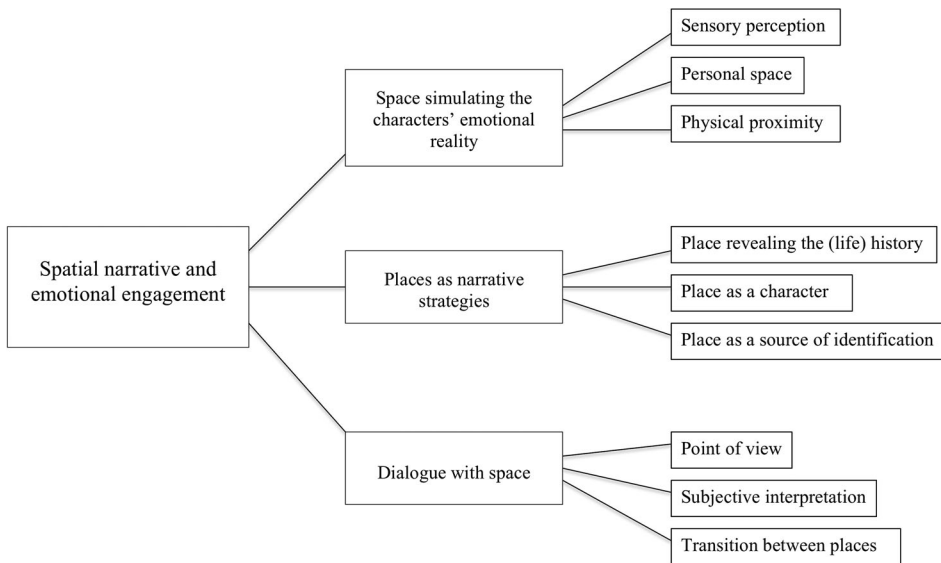 Spatial narrative and
emotional engagement
Space simulating the
characters’ emotional
reality
Sensory perception
Personal space
Physical proximity
Places as narrative
strategies
Place revealing the (life) history
Place as a character
Place as a source of identification
Dialogue with space
Point of view
Subjective interpretation
Transition between places